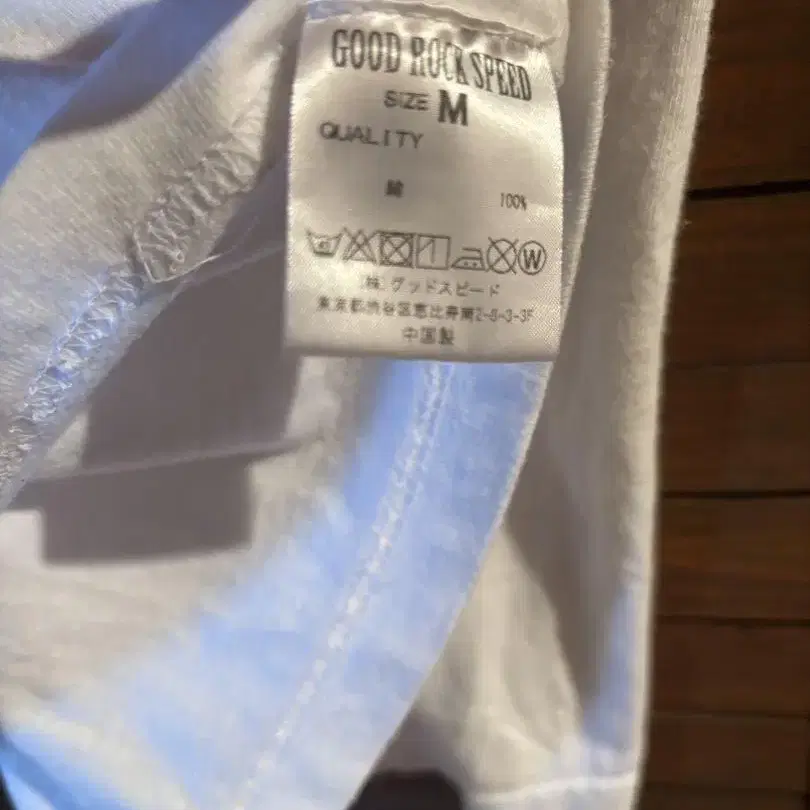 GOOD ROCK SPEED
SIZE M
QUALITY
綿 100%
W
(株)グッドスピード
東京都渋谷区恵比寿南2-8-3-3F
中国製